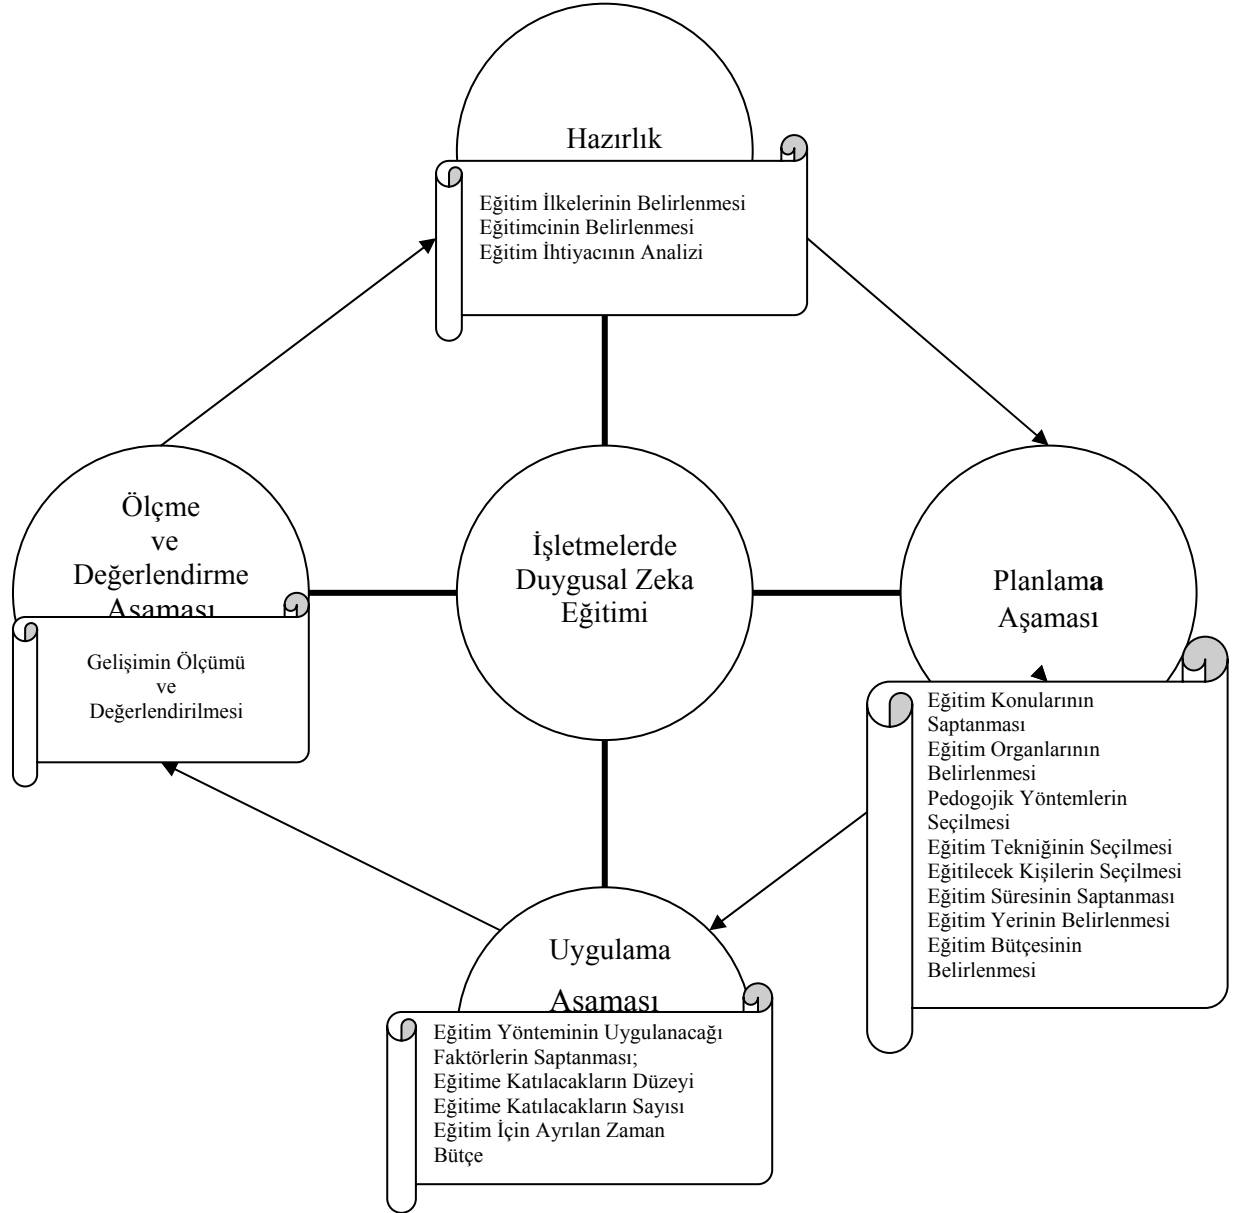 Hazırlık
Eğitim İlkelerinin Belirlenmesi
Eğitimcinin Belirlenmesi
Eğitim İhtiyacının Analizi
Ölçme
ve
Değerlendirme
Aşaması
Gelişimin Ölçümü
ve
Değerlendirilmesi
İşletmelerde
Duygusal Zeka
Eğitimi
Planlama
Aşaması
Eğitim Konularının
Saptanması
Eğitim Organlarının
Belirlenmesi
Pedogojik Yöntemlerin
Seçilmesi
Eğitim Tekniğinin Seçilmesi
Eğitilecek Kişilerin Seçilmesi
Eğitim Süresinin Saptanması
Eğitim Yerinin Belirlenmesi
Eğitim Bütçesinin
Belirlenmesi
Uygulama
Aşaması
Eğitim Yönteminin Uygulanacağı
Faktörlerin Saptanması;
Eğitime Katılacakların Düzeyi
Eğitime Katılacakların Sayısı
Eğitim İçin Ayrılan Zaman
Bütçe